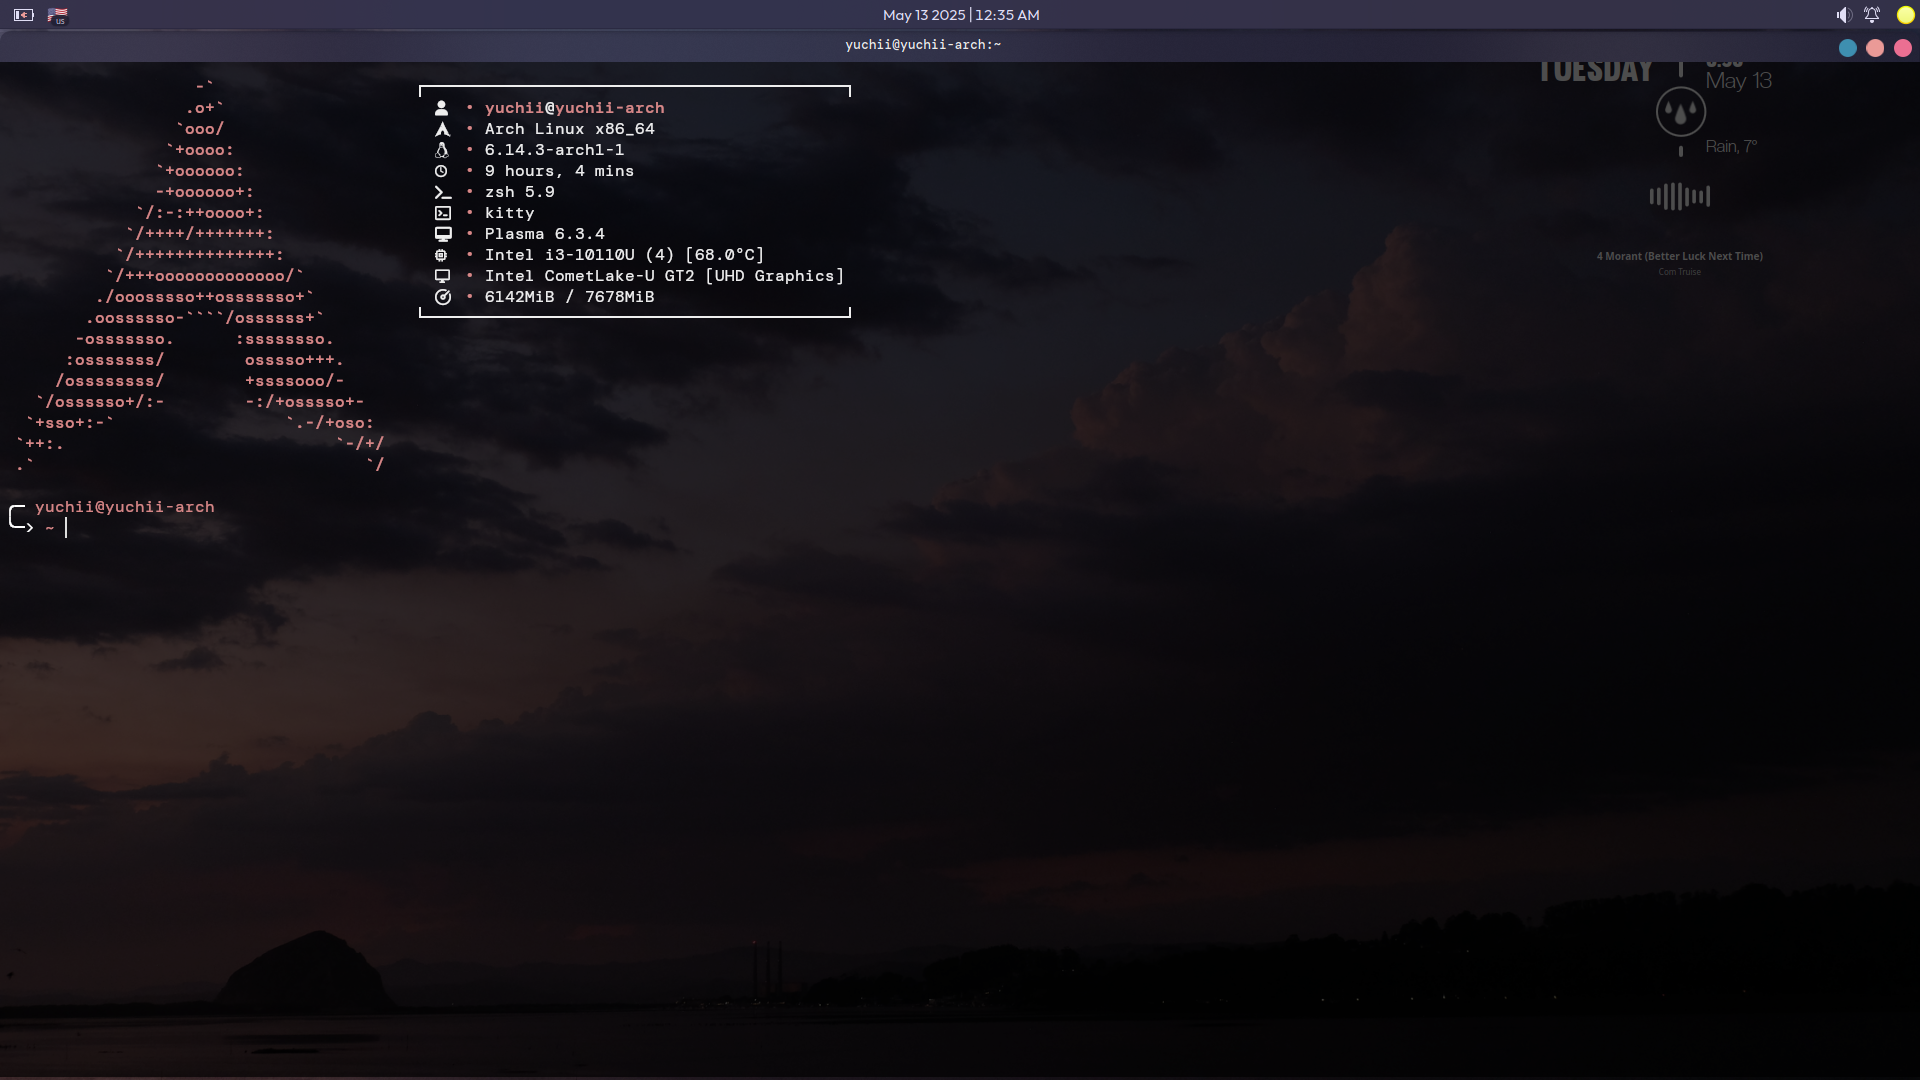 US
May 13 2025 | 12:35 AM
yuchii@yuchii-arch:~
TUESDAY
May 13
Rain, 7°
4 Morant (Better Luck Next Time)
Com Truise
                   -`
                  .o+`
                 `ooo/
                `+oooo:
               `+oooooo:
               -+oooooo+:
             `/:-:++oooo+:
            `/++++/+++++++:
           `/++++++++++++++:
          `/+++ooooooooooooo/`
         ./ooosssso++osssssso+`
        .oossssso-````/ossssss+`
       -osssssso.      :ssssssso.
      :osssssss/        osssso+++.
     /ossssssss/        +ssssooo/-
   `/ossssso+/:-        -:/+osssso+-
  `+sso+:-`                 `.-/+oso:
 `++:.                           `-/+/
 .`                                 `/
• yuchii@yuchii-arch
• Arch Linux x86_64
• 6.14.3-arch1-1
• 9 hours, 4 mins
• zsh 5.9
• kitty
• Plasma 6.3.4
• Intel i3-10110U (4) [68.0°C]
• Intel CometLake-U GT2 [UHD Graphics]
• 6142MiB / 7678MiB
yuchii@yuchii-arch
~